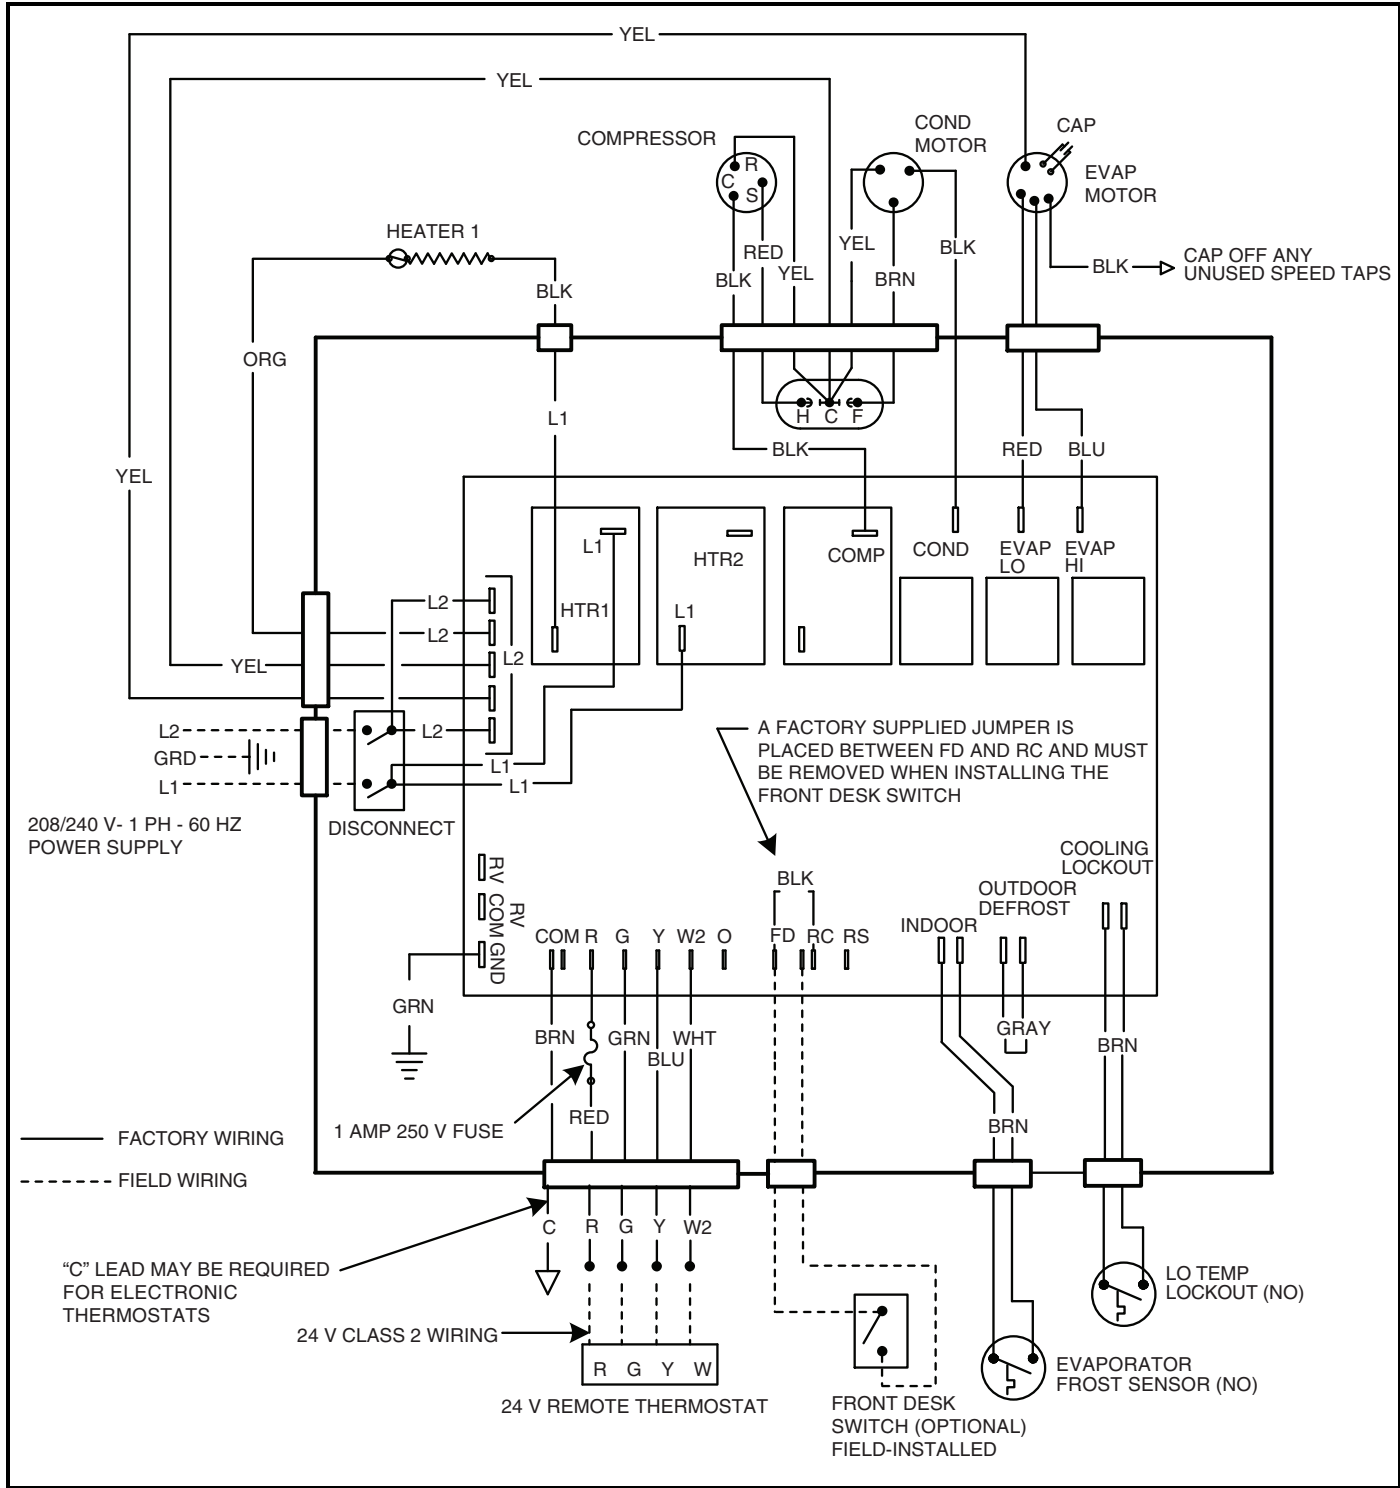 YEL
YEL
COMPRESSOR
COND
MOTOR
CAP
EVAP
MOTOR
R
C
S
HEATER 1
BLK
RED
YEL
YEL
BRN
BLK
BLK
CAP OFF ANY
UNUSED SPEED TAPS
BLK
ORG
L1
H C F
BLK
RED
BLU
YEL
L1
HTR1
HTR2
L1
COMP
COND
EVAP
LO
EVAP
HI
L2
L2
L2
YEL
L2
L2
GRD
L1
L1
L1
DISCONNECT
208/240 V- 1 PH - 60 HZ
POWER SUPPLY
A FACTORY SUPPLIED JUMPER IS
PLACED BETWEEN FD AND RC AND MUST
BE REMOVED WHEN INSTALLING THE
FRONT DESK SWITCH
BLK
COOLING
LOCKOUT
OUTDOOR
DEFROST
INDOOR
RV
RV
COM
GND
COM R G Y W2 O FD RC RS
GRN
BRN
GRN
BLU
WHT
RED
GRAY
BRN
BRN
1 AMP 250 V FUSE
FACTORY WIRING
FIELD WIRING
C R G Y W2
"C" LEAD MAY BE REQUIRED
FOR ELECTRONIC
THERMOSTATS
24 V CLASS 2 WIRING
R G Y W
24 V REMOTE THERMOSTAT
FRONT DESK
SWITCH (OPTIONAL)
FIELD-INSTALLED
LO TEMP
LOCKOUT (NO)
EVAPORATOR
FROST SENSOR (NO)